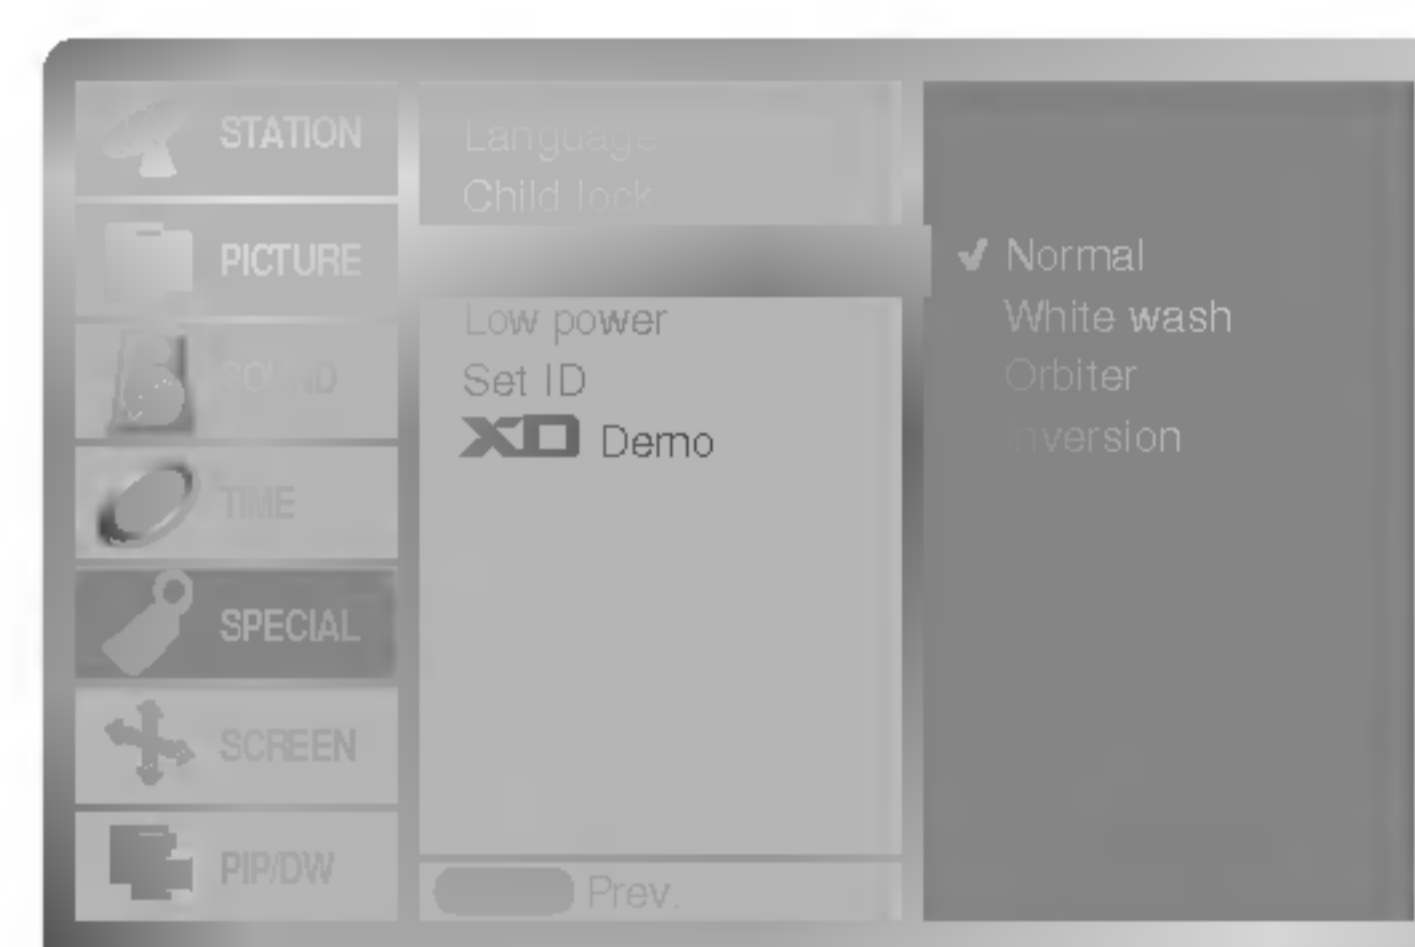 STATION
PICTURE
SOUND
TIME
SPECIAL
SCREEN
PIP/DW
Language
Child lock
Low power
Set ID
XD Demo
Prev.
Normal
White wash
Orbiter
nversion